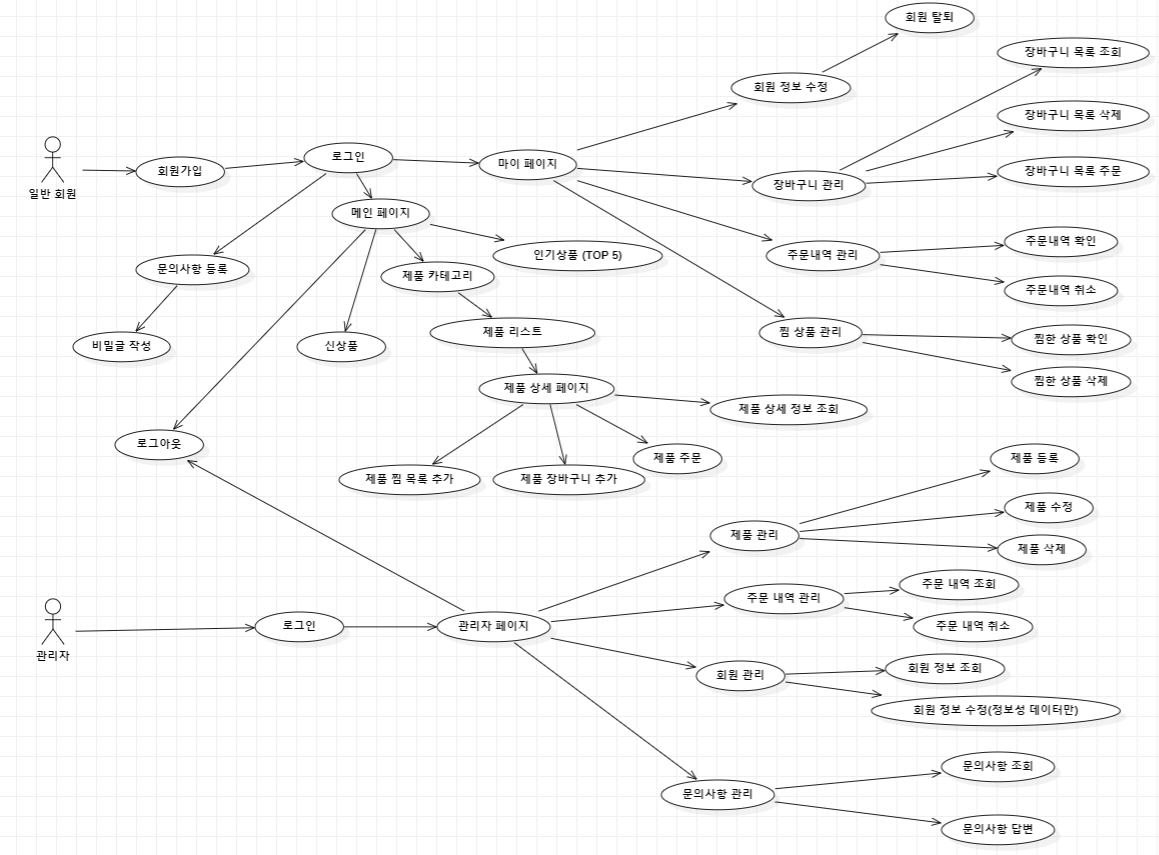 회원 탈퇴
장바구니 목록 조회
회원 정보 수정
장바구니 목록 삭제
일반 회원
회원가입
로그인
마이 페이지
장바구니 관리
장바구니 목록 주문
메인 페이지
문의사항 등록
제품 카테고리
인기상품 (TOP 5)
주문내역 관리
주문내역 확인
주문내역 취소
비밀글 작성
신상품
제품 리스트
찜 상품 관리
찜한 상품 확인
찜한 상품 삭제
제품 상세 페이지
제품 상세 정보 조회
로그아웃
제품 찜 목록 추가
제품 장바구니 추가
제품 주문
제품 등록
제품 관리
제품 수정
제품 삭제
관리자
로그인
관리자 페이지
주문 내역 관리
주문 내역 조회
주문 내역 취소
회원 관리
회원 정보 조회
회원 정보 수정(정보성 데이터만)
문의사항 관리
문의사항 조회
문의사항 답변